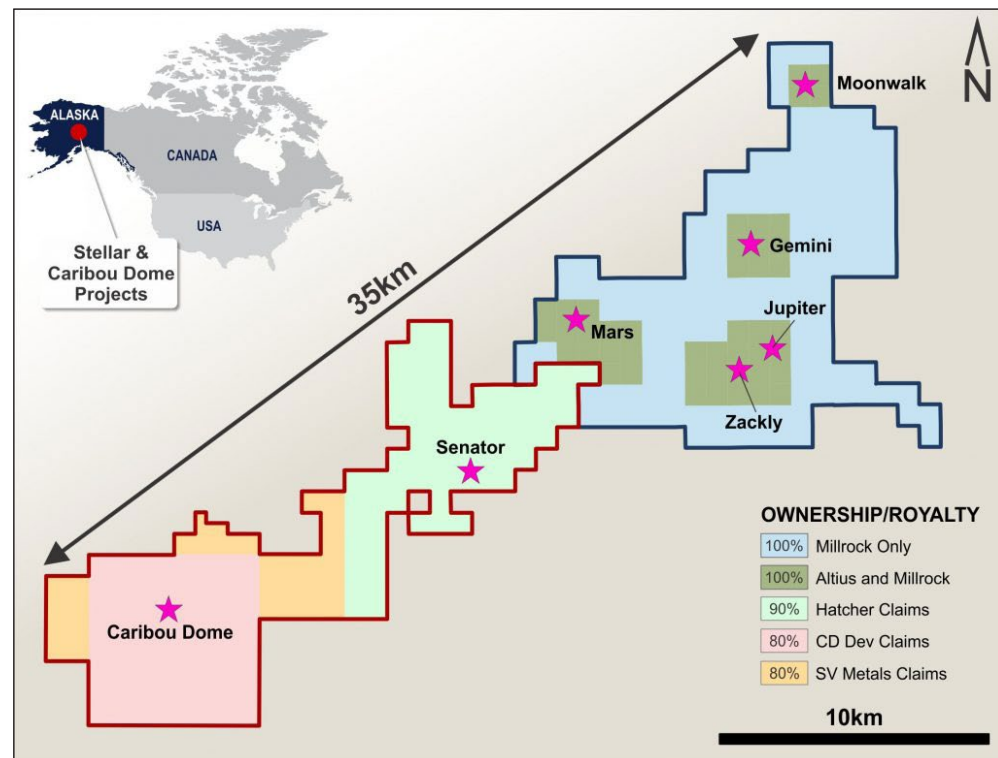 ALASKA
CANADA
USA
Stellar &
Caribou Dome
Projects
N
35km
Moonwalk
Gemini
Jupiter
Mars
Zackly
Senator
Caribou Dome
OWNERSHIP/ROYALTY
100% Millrock Only
100% Altius and Millrock
90% Hatcher Claims
80% CD Dev Claims
80% SV Metals Claims
10km